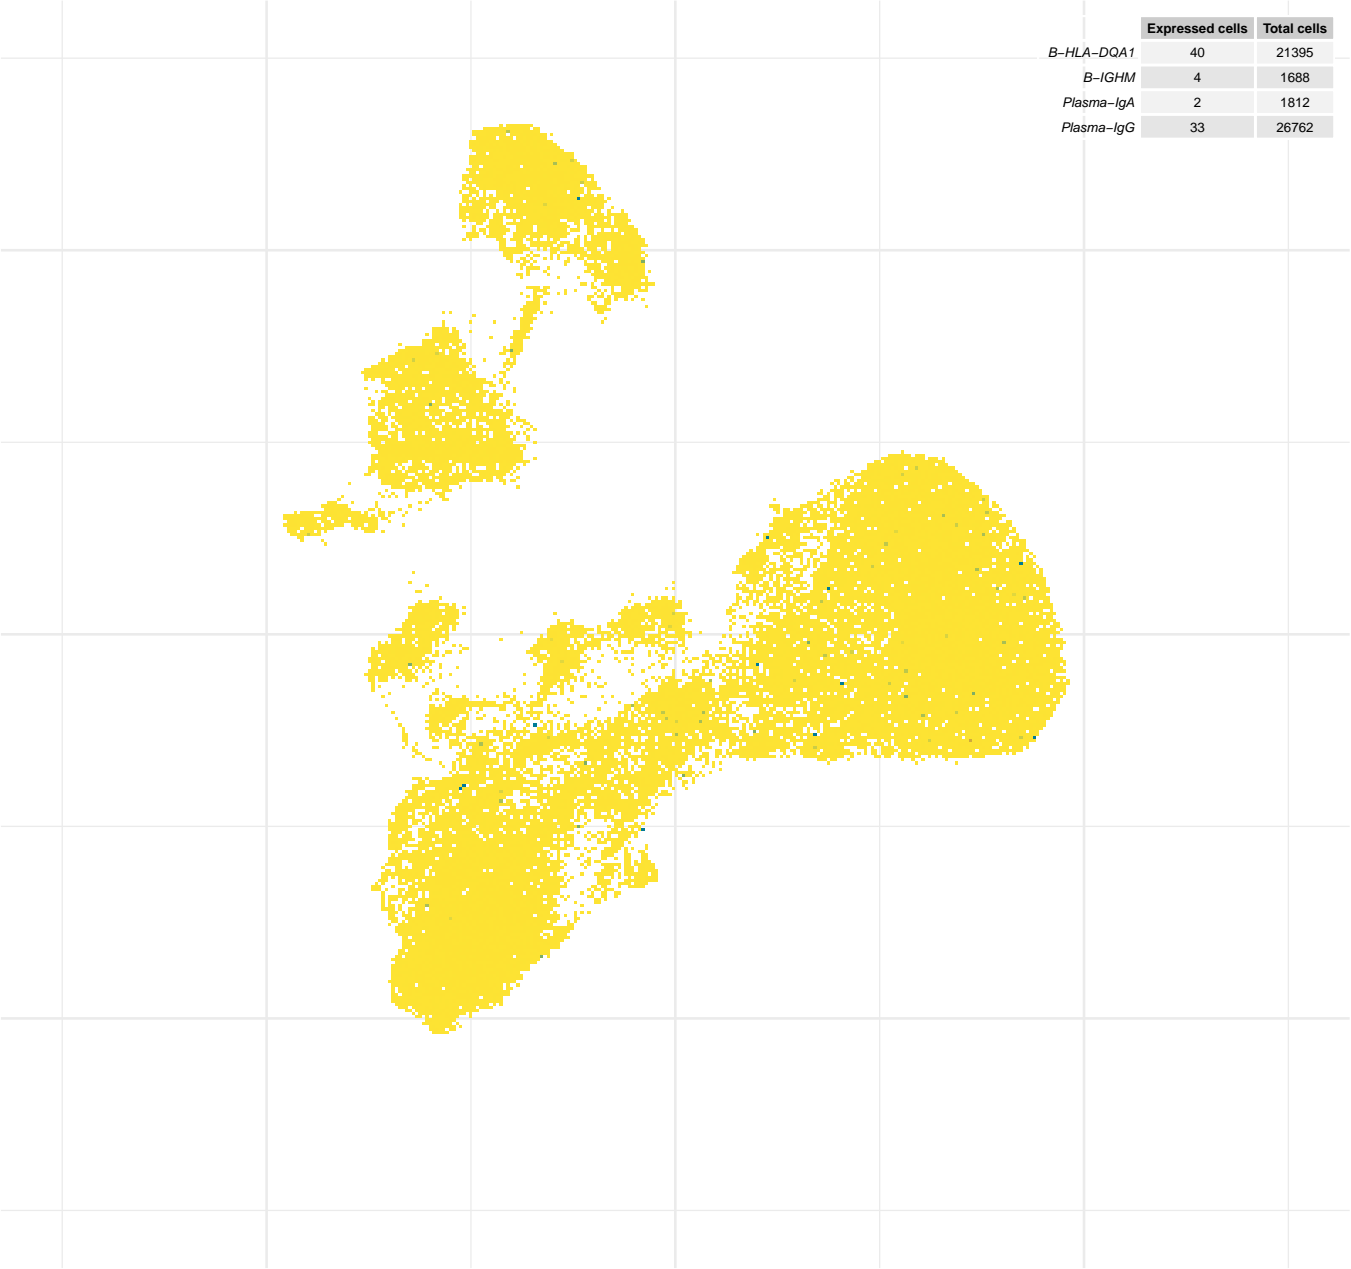 Expressed cells Total cells
B−HLA−DQA1 40 21395
B−IGHM 4 1688
Plasma−IgA 2 1812
Plasma−IgG 33 26762